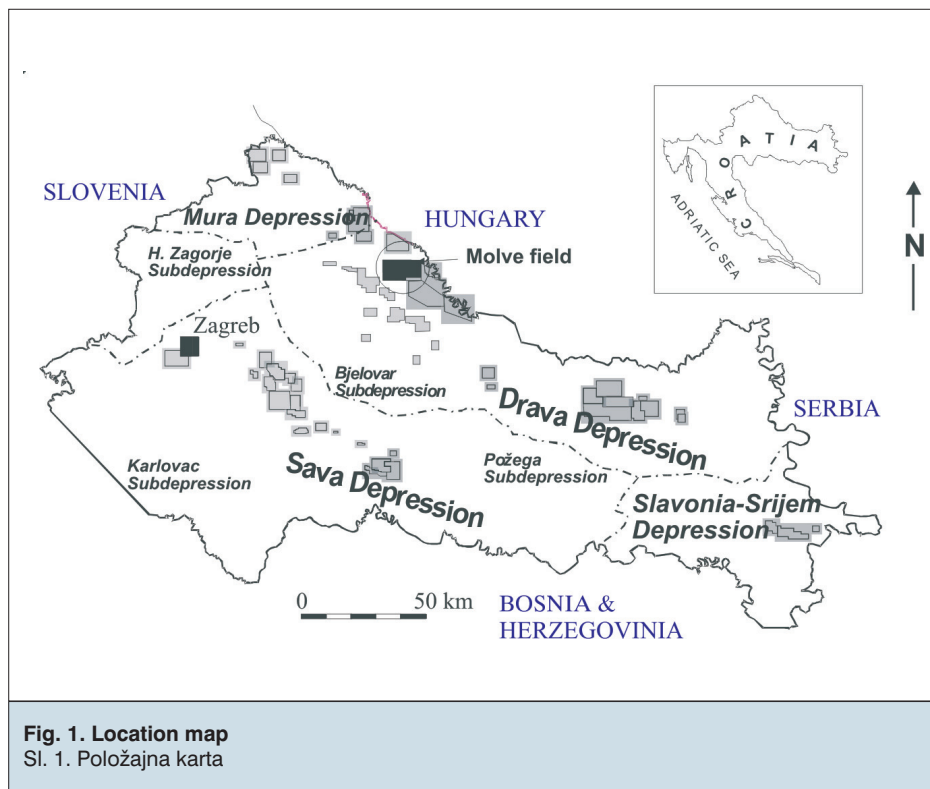 SLOVENIA
Mura Depression
HUNGARY
H. Zagorje
Subdepression
Molve field
CROATIA
ADRIATIC SEA
N
Zagreb
Bjelovar
Subdepression
Drava Depression
SERBIA
Karlovac
Subdepression
Sava Depression
Požega
Subdepression
Slavonia-Srijem
Depression
0 50 km
BOSNIA &
HERZEGOVINIA
Fig. 1. Location map
Sl. 1. Položajna karta